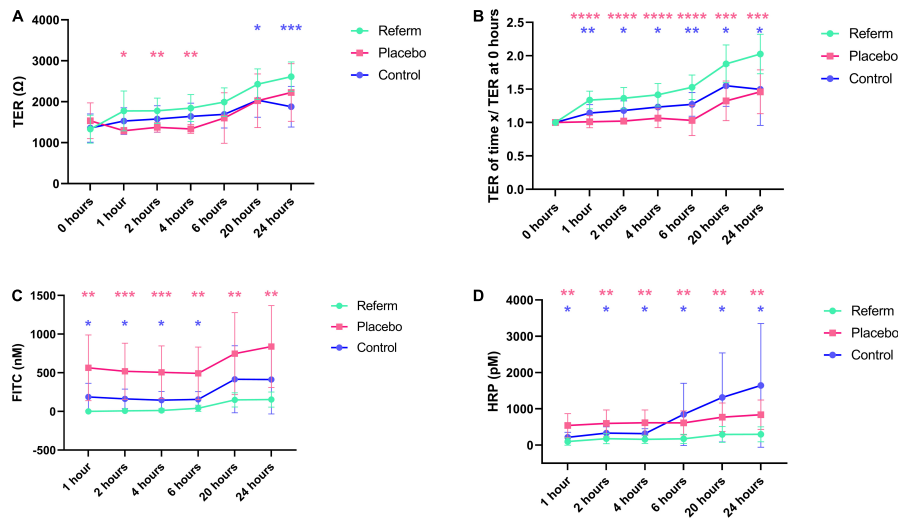 A
TER (Ω)
4000
3000
2000
1000
0
* ** ** * ***
0 hours
1 hour
2 hours
4 hours
6 hours
20 hours
24 hours
Referm
Placebo
Control
B
TER of time x/ TER at 0 hours
2.5
2.0
1.5
1.0
0.5
0.0
**** **** **** **** *** ***
** * * ** * *
0 hours
1 hour
2 hours
4 hours
6 hours
20 hours
24 hours
Referm
Placebo
Control
C
FITC (nM)
1500
1000
500
0
-500
** *** *** ** ** **
* * * *
1 hour
2 hours
4 hours
6 hours
20 hours
24 hours
Referm
Placebo
Control
D
HRP (pM)
4000
3000
2000
1000
0
** ** ** ** ** **
* * * * * *
1 hour
2 hours
4 hours
6 hours
20 hours
24 hours
Referm
Placebo
Control